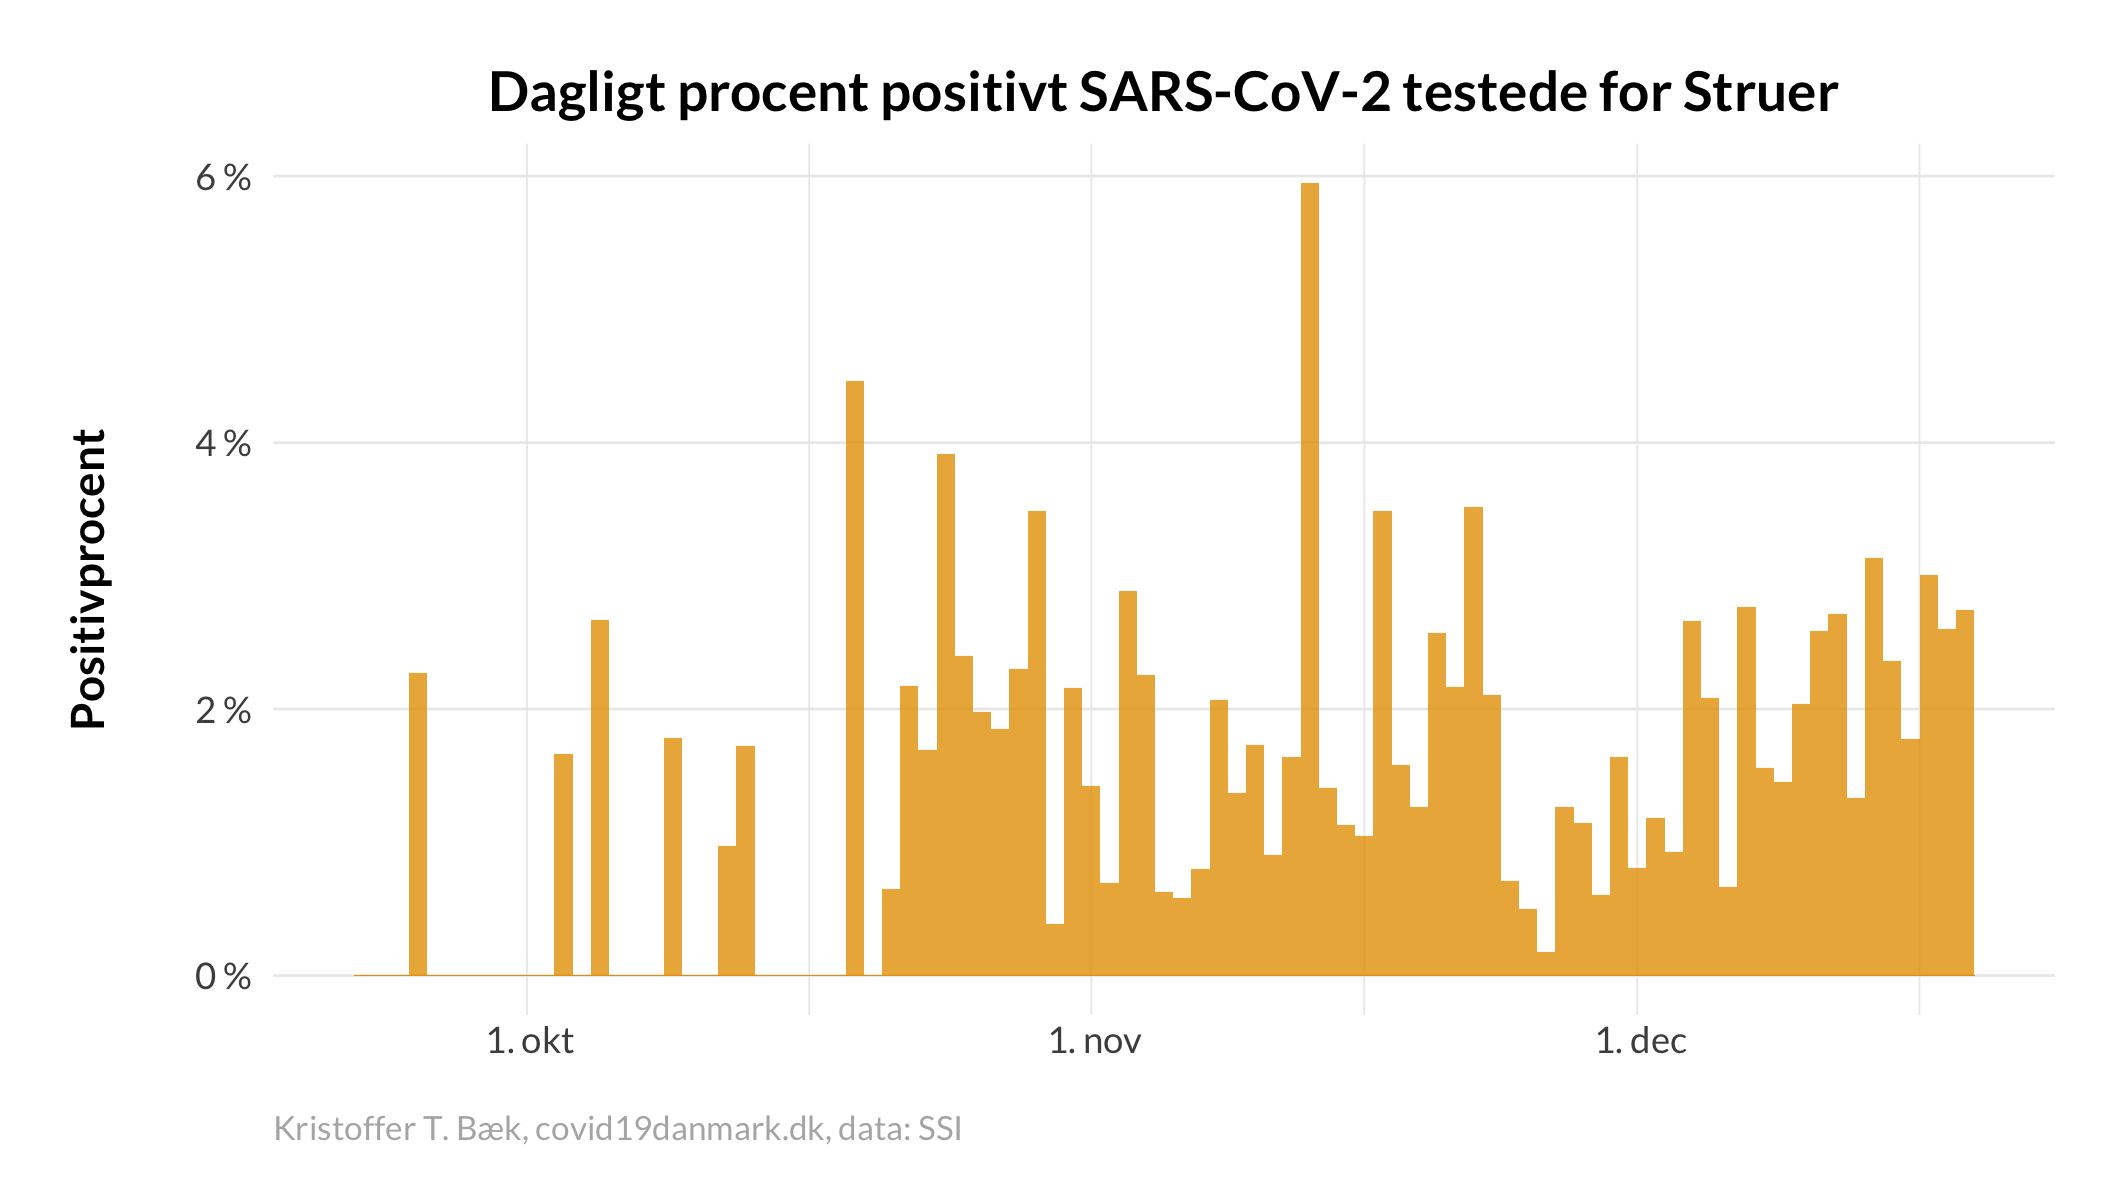 Dagligt procent positivt SARS-CoV-2 testede for Struer
Positivprocent
6 %
4 %
2 %
0 %
1. okt
1. nov
1. dec
Kristoffer T. Bæk, covid19danmark.dk, data: SSI